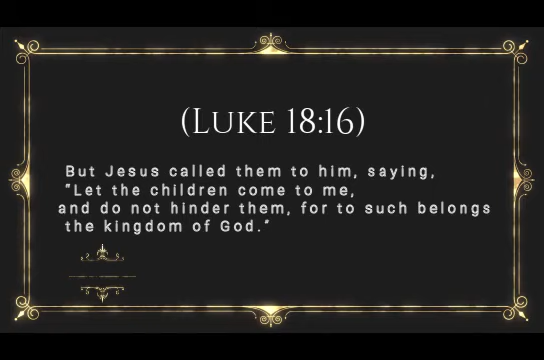 (Luke 18:16)
But Jesus called them to him, saying,
"Let the children come to me,
and do not hinder them, for to such belongs
the kingdom of God."